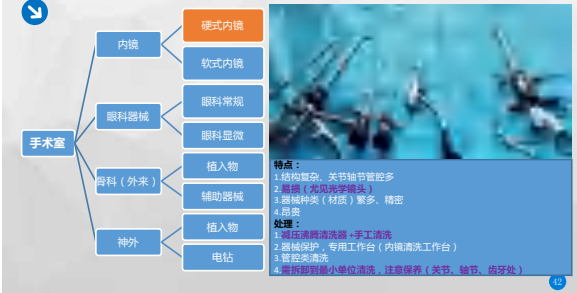 硬式内镜
内镜
软式内镜
眼科常规
眼科器械
眼科显微
手术室
植入物
骨科（外来）
辅助器械
植入物
神外
电钻
特点：
1.结构复杂、关节轴节管腔多
2.易损（尤见光学镜头）
3.器械种类（材质）繁多、精密
4.昂贵
处理：
1.减压沸腾清洗器+手工清洗
2.器械保护，专用工作台（内镜清洗工作台）
3.管腔类清洗
4.需拆卸到最小单位清洗，注意保养（关节、轴节、齿牙处）
42